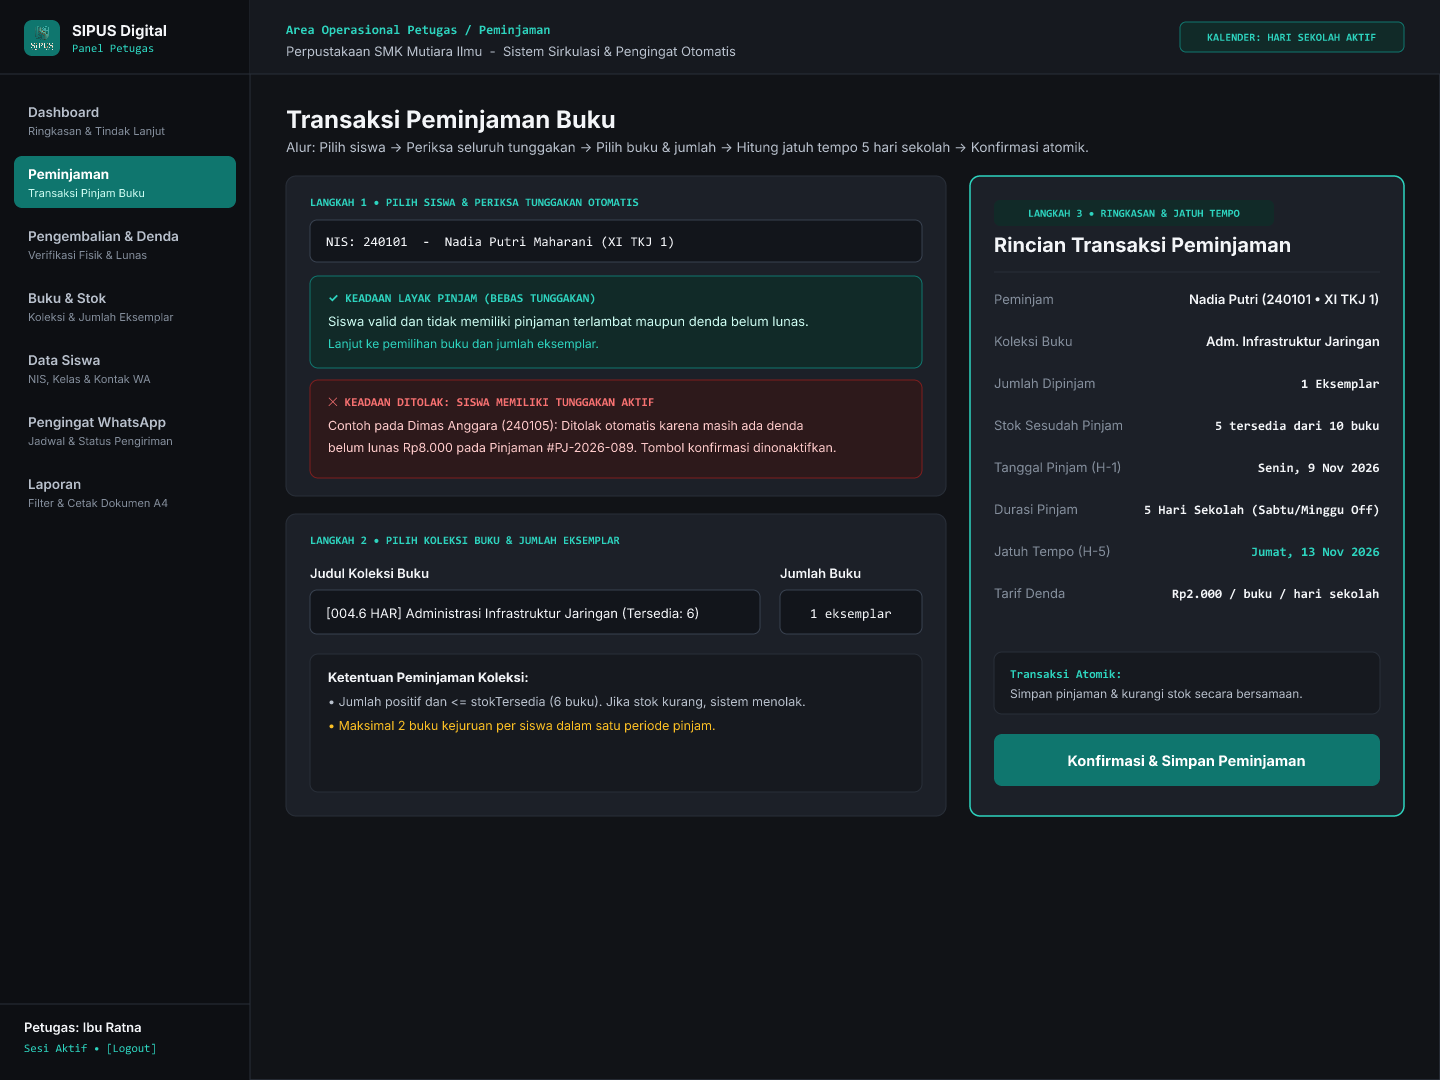 SIPUS
SIPUS Digital
Panel Petugas
Dashboard
Ringkasan & Tindak Lanjut
Peminjaman
Transaksi Pinjam Buku
Pengembalian & Denda
Verifikasi Fisik & Lunas
Buku & Stok
Koleksi & Jumlah Eksemplar
Data Siswa
NIS, Kelas & Kontak WA
Pengingat WhatsApp
Jadwal & Status Pengiriman
Laporan
Filter & Cetak Dokumen A4
Petugas: Ibu Ratna
Sesi Aktif • [Logout]
Area Operasional Petugas / Peminjaman
Perpustakaan SMK Mutiara Ilmu - Sistem Sirkulasi & Pengingat Otomatis
KALENDER: HARI SEKOLAH AKTIF
Transaksi Peminjaman Buku
Alur: Pilih siswa → Periksa seluruh tunggakan → Pilih buku & jumlah → Hitung jatuh tempo 5 hari sekolah → Konfirmasi atomik.
LANGKAH 1 • PILIH SISWA & PERIKSA TUNGGAKAN OTOMATIS
NIS: 240101 - Nadia Putri Maharani (XI TKJ 1)
✓ KEADAAN LAYAK PINJAM (BEBAS TUNGGAKAN)
Siswa valid dan tidak memiliki pinjaman terlambat maupun denda belum lunas.
Lanjut ke pemilihan buku dan jumlah eksemplar.
✕ KEADAAN DITOLAK: SISWA MEMILIKI TUNGGAKAN AKTIF
Contoh pada Dimas Anggara (240105): Ditolak otomatis karena masih ada denda
belum lunas Rp8.000 pada Pinjaman #PJ-2026-089. Tombol konfirmasi dinonaktifkan.
LANGKAH 2 • PILIH KOLEKSI BUKU & JUMLAH EKSEMPLAR
Judul Koleksi Buku
Jumlah Buku
[004.6 HAR] Administrasi Infrastruktur Jaringan (Tersedia: 6)
1 eksemplar
Ketentuan Peminjaman Koleksi:
• Jumlah positif dan <= stokTersedia (6 buku). Jika stok kurang, sistem menolak.
• Maksimal 2 buku kejuruan per siswa dalam satu periode pinjam.
LANGKAH 3 • RINGKASAN & JATUH TEMPO
Rincian Transaksi Peminjaman
Peminjam Nadia Putri (240101 • XI TKJ 1)
Koleksi Buku Adm. Infrastruktur Jaringan
Jumlah Dipinjam 1 Eksemplar
Stok Sesudah Pinjam 5 tersedia dari 10 buku
Tanggal Pinjam (H-1) Senin, 9 Nov 2026
Durasi Pinjam 5 Hari Sekolah (Sabtu/Minggu Off)
Jatuh Tempo (H-5) Jumat, 13 Nov 2026
Tarif Denda Rp2.000 / buku / hari sekolah
Transaksi Atomik:
Simpan pinjaman & kurangi stok secara bersamaan.
Konfirmasi & Simpan Peminjaman